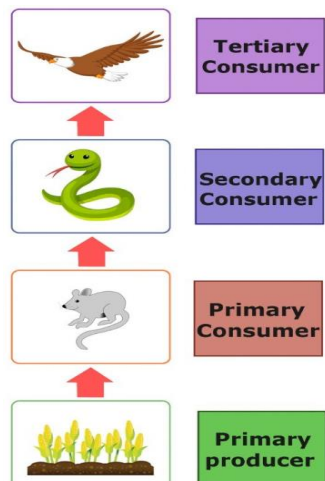 Tertiary
Consumer
Secondary
Consumer
Primary
Consumer
Primary
producer